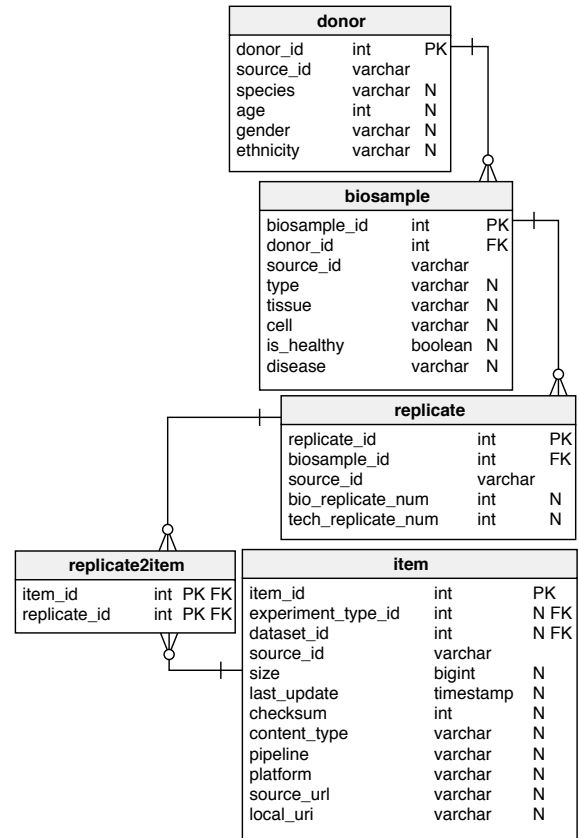 donor
donor_id int PK
source_id varchar
species varchar N
age int N
gender varchar N
ethnicity varchar N
biosample
biosample_id int PK
donor_id int FK
source_id varchar
type varchar N
tissue varchar N
cell varchar N
is_healthy boolean N
disease varchar N
replicate
replicate_id int PK
biosample_id int FK
source_id varchar
bio_replicate_num int N
tech_replicate_num int N
replicate2item
item_id int PK FK
replicate_id int PK FK
item
item_id int PK
experiment_type_id int N FK
dataset_id int N FK
source_id varchar
size bigint N
last_update timestamp N
checksum int N
content_type varchar N
pipeline varchar N
platform varchar N
source_url varchar N
local_uri varchar N